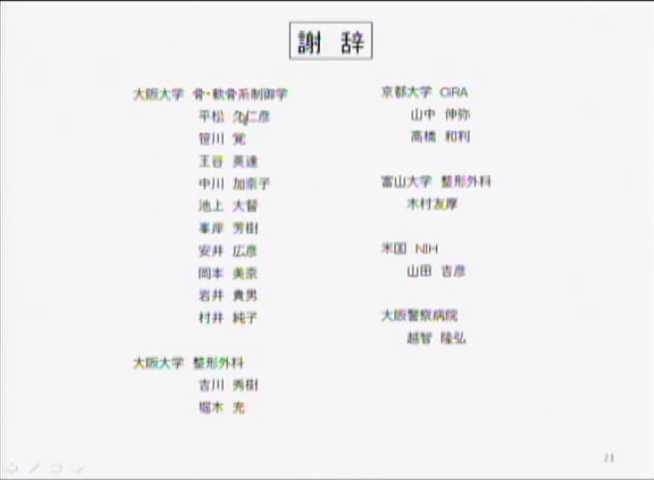 謝 辞
大阪大学 骨・軟骨系制御学
平松 久仁彦
笹川 覚
王谷 英達
中川 加奈子
池上 大督
峯岸 芳樹
安井 広彦
岡本 美奈
岩井 貴男
村井 純子
大阪大学 整形外科
吉川 秀樹
堀木 充
京都大学 CiRA
山中 伸弥
高橋 和利
富山大学 整形外科
木村友厚
米国 NIH
山田 吉彦
大阪警察病院
越智 隆弘
21